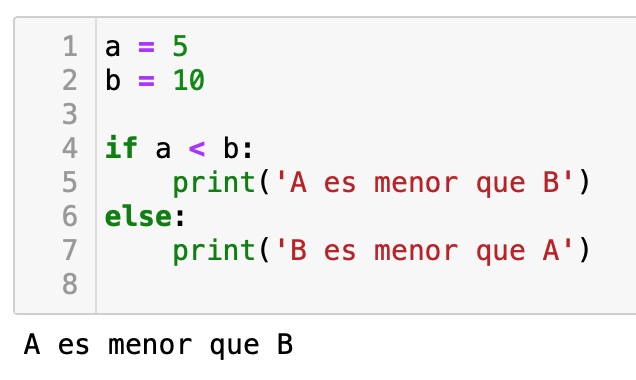 1 a = 5
2 b = 10
3
4 if a < b:
5     print('A es menor que B')
6 else:
7     print('B es menor que A')
8
A es menor que B